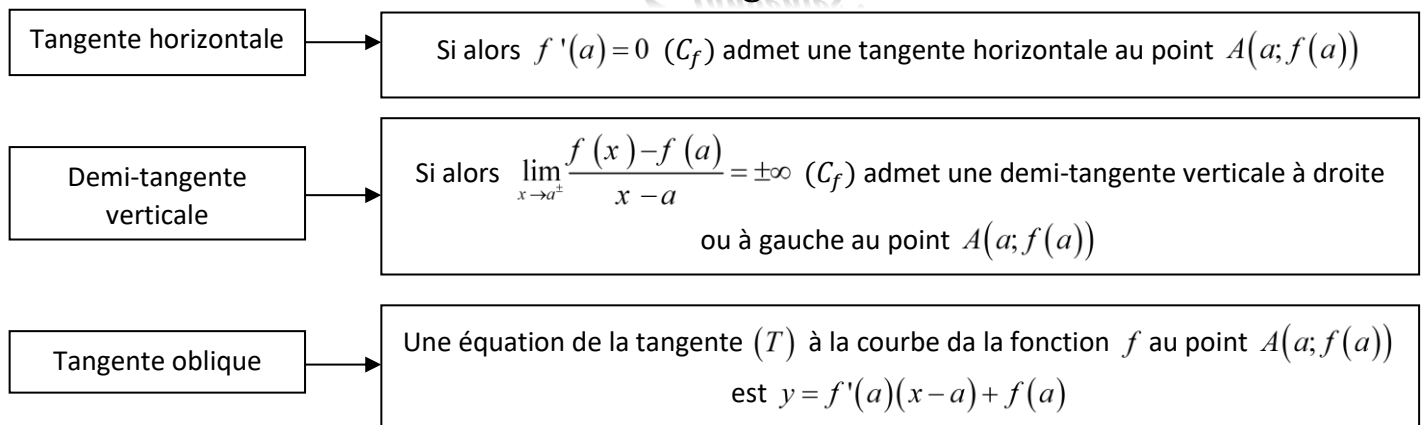 Tangente horizontale
Si alors f '(a) = 0 (C_f) admet une tangente horizontale au point A(a; f(a))
Demi-tangente
verticale
Si alors lim_{x→a^±} \frac{f(x) − f(a)}{x − a} = ±∞ (C_f) admet une demi-tangente verticale à droite
ou à gauche au point A(a; f(a))
Tangente oblique
Une équation de la tangente (T) à la courbe da la fonction f au point A(a; f(a))
est y = f '(a)(x − a) + f(a)